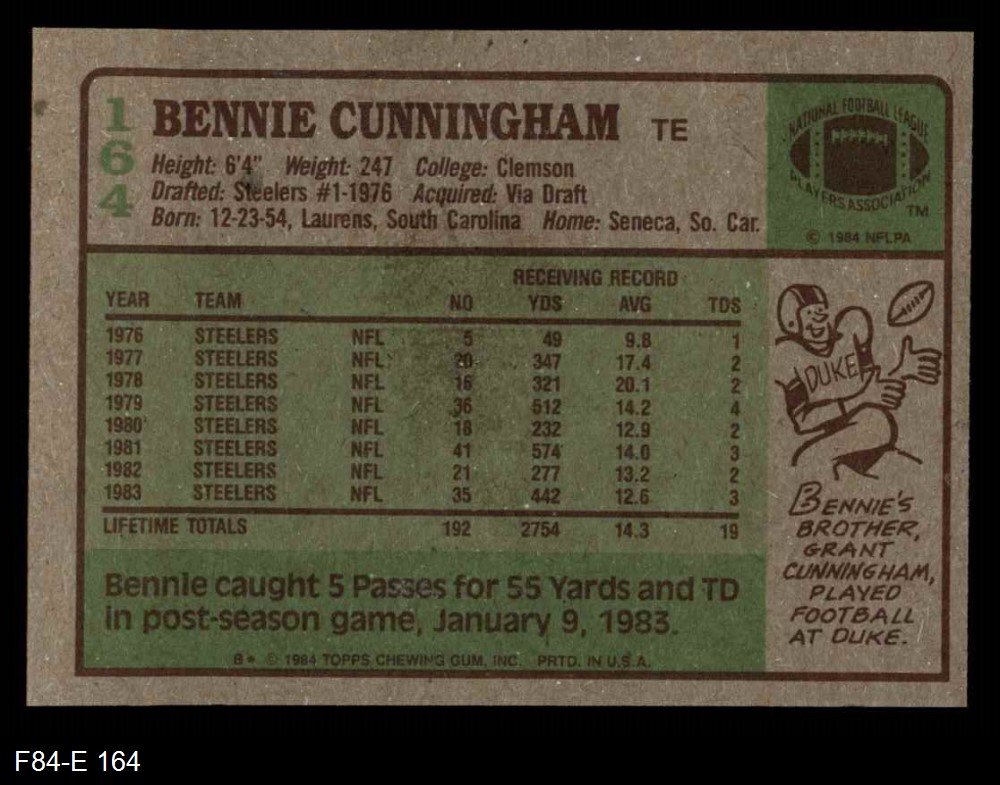 164
BENNIE CUNNINGHAM TE
Height: 6'4" Weight: 247 College: Clemson
Drafted: Steelers #1-1976 Acquired: Via Draft
Born: 12-23-54, Laurens, South Carolina Home: Seneca, So. Car.
NATIONAL FOOTBALL LEAGUE
PLAYERS ASSOCIATION
TM
© 1984 NFLPA
RECEIVING RECORD
YEAR TEAM NO YDS AVG TDS
1976 STEELERS NFL 5 49 9.8 1
1977 STEELERS NFL 20 347 17.4 2
1978 STEELERS NFL 16 321 20.1 2
1979 STEELERS NFL 36 512 14.2 4
1980 STEELERS NFL 18 232 12.9 2
1981 STEELERS NFL 41 574 14.0 3
1982 STEELERS NFL 21 277 13.2 2
1983 STEELERS NFL 35 442 12.6 3
LIFETIME TOTALS 192 2754 14.3 19
Bennie caught 5 Passes for 55 Yards and TD
in post-season game, January 9, 1983.
B* © 1984 TOPPS CHEWING GUM, INC. PRTD. IN U.S.A.
DUKE
BENNIE'S
BROTHER,
GRANT
CUNNINGHAM,
PLAYED
FOOTBALL
AT DUKE.
F84-E 164